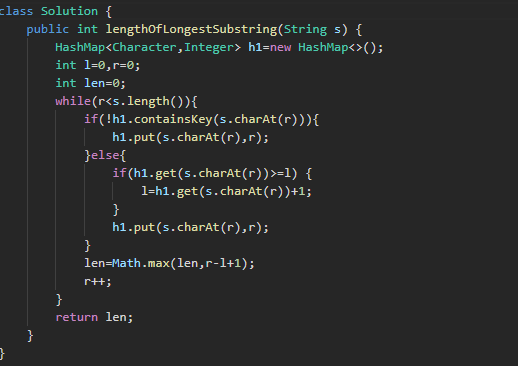 class Solution {
    public int lengthOfLongestSubstring(String s) {
        HashMap<Character,Integer> h1=new HashMap<>();
        int l=0,r=0;
        int len=0;
        while(r<s.length()){
            if(!h1.containsKey(s.charAt(r))){
                h1.put(s.charAt(r),r);
            }else{
                if(h1.get(s.charAt(r))>=l) {
                    l=h1.get(s.charAt(r))+1;
                }
                h1.put(s.charAt(r),r);
            }
            len=Math.max(len,r-l+1);
            r++;
        }
        return len;
    }
}